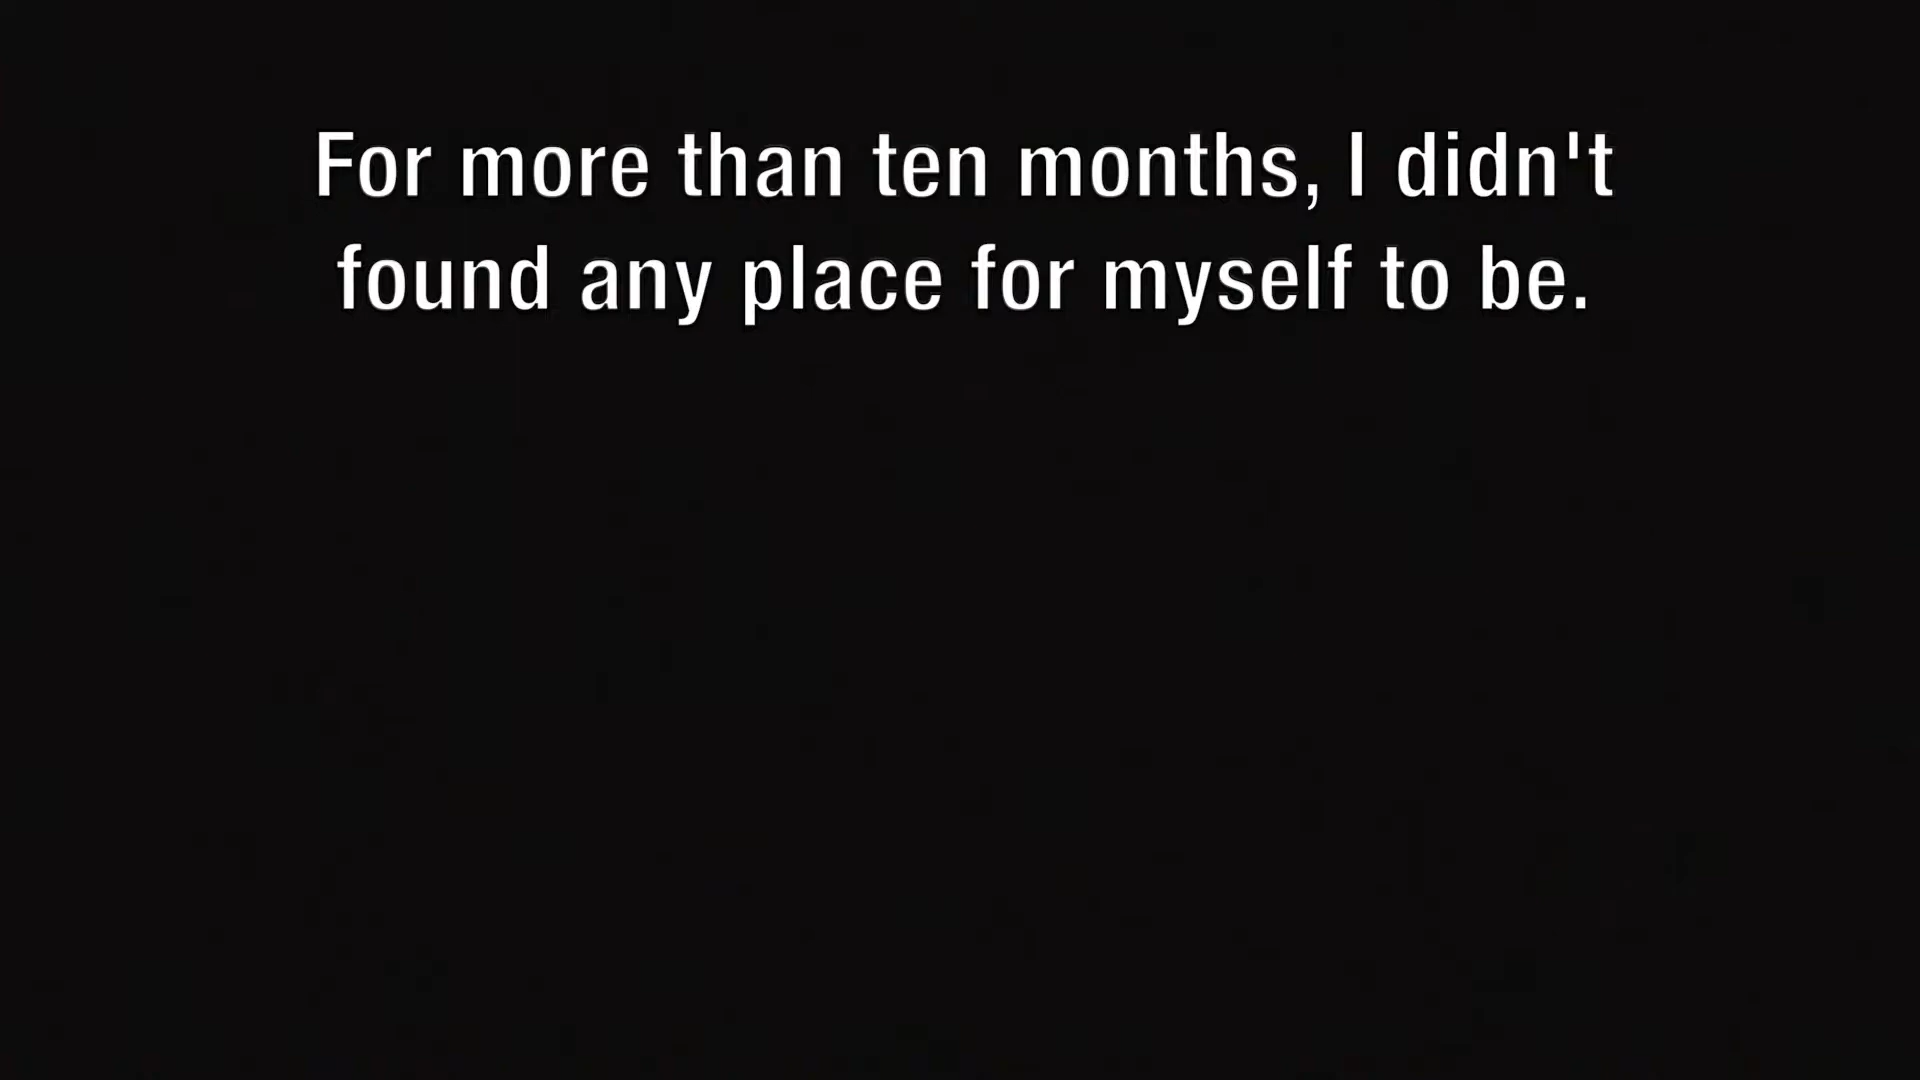 For more than ten months, I didn't
found any place for myself to be.